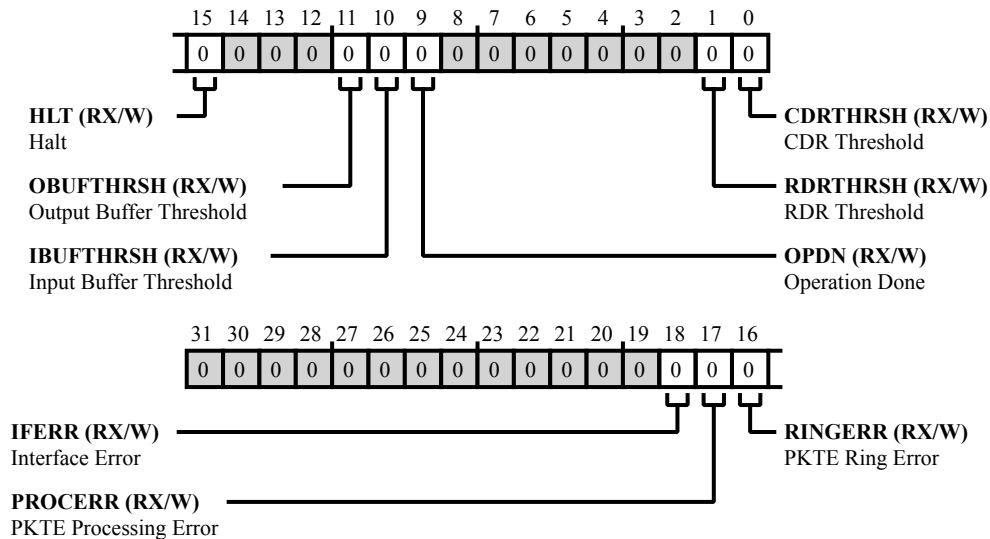 15 14 13 12 11 10 9 8 7 6 5 4 3 2 1 0
0 0 0 0 0 0 0 0 0 0 0 0 0 0 0 0
HLT (RX/W)
Halt
CDRTHRSH (RX/W)
CDR Threshold
OBUFTHRSH (RX/W)
Output Buffer Threshold
RDRTHRSH (RX/W)
RDR Threshold
IBUFTHRSH (RX/W)
Input Buffer Threshold
OPDN (RX/W)
Operation Done
31 30 29 28 27 26 25 24 23 22 21 20 19 18 17 16
0 0 0 0 0 0 0 0 0 0 0 0 0 0 0 0
IFERR (RX/W)
Interface Error
RINGERR (RX/W)
PKTE Ring Error
PROCERR (RX/W)
PKTE Processing Error